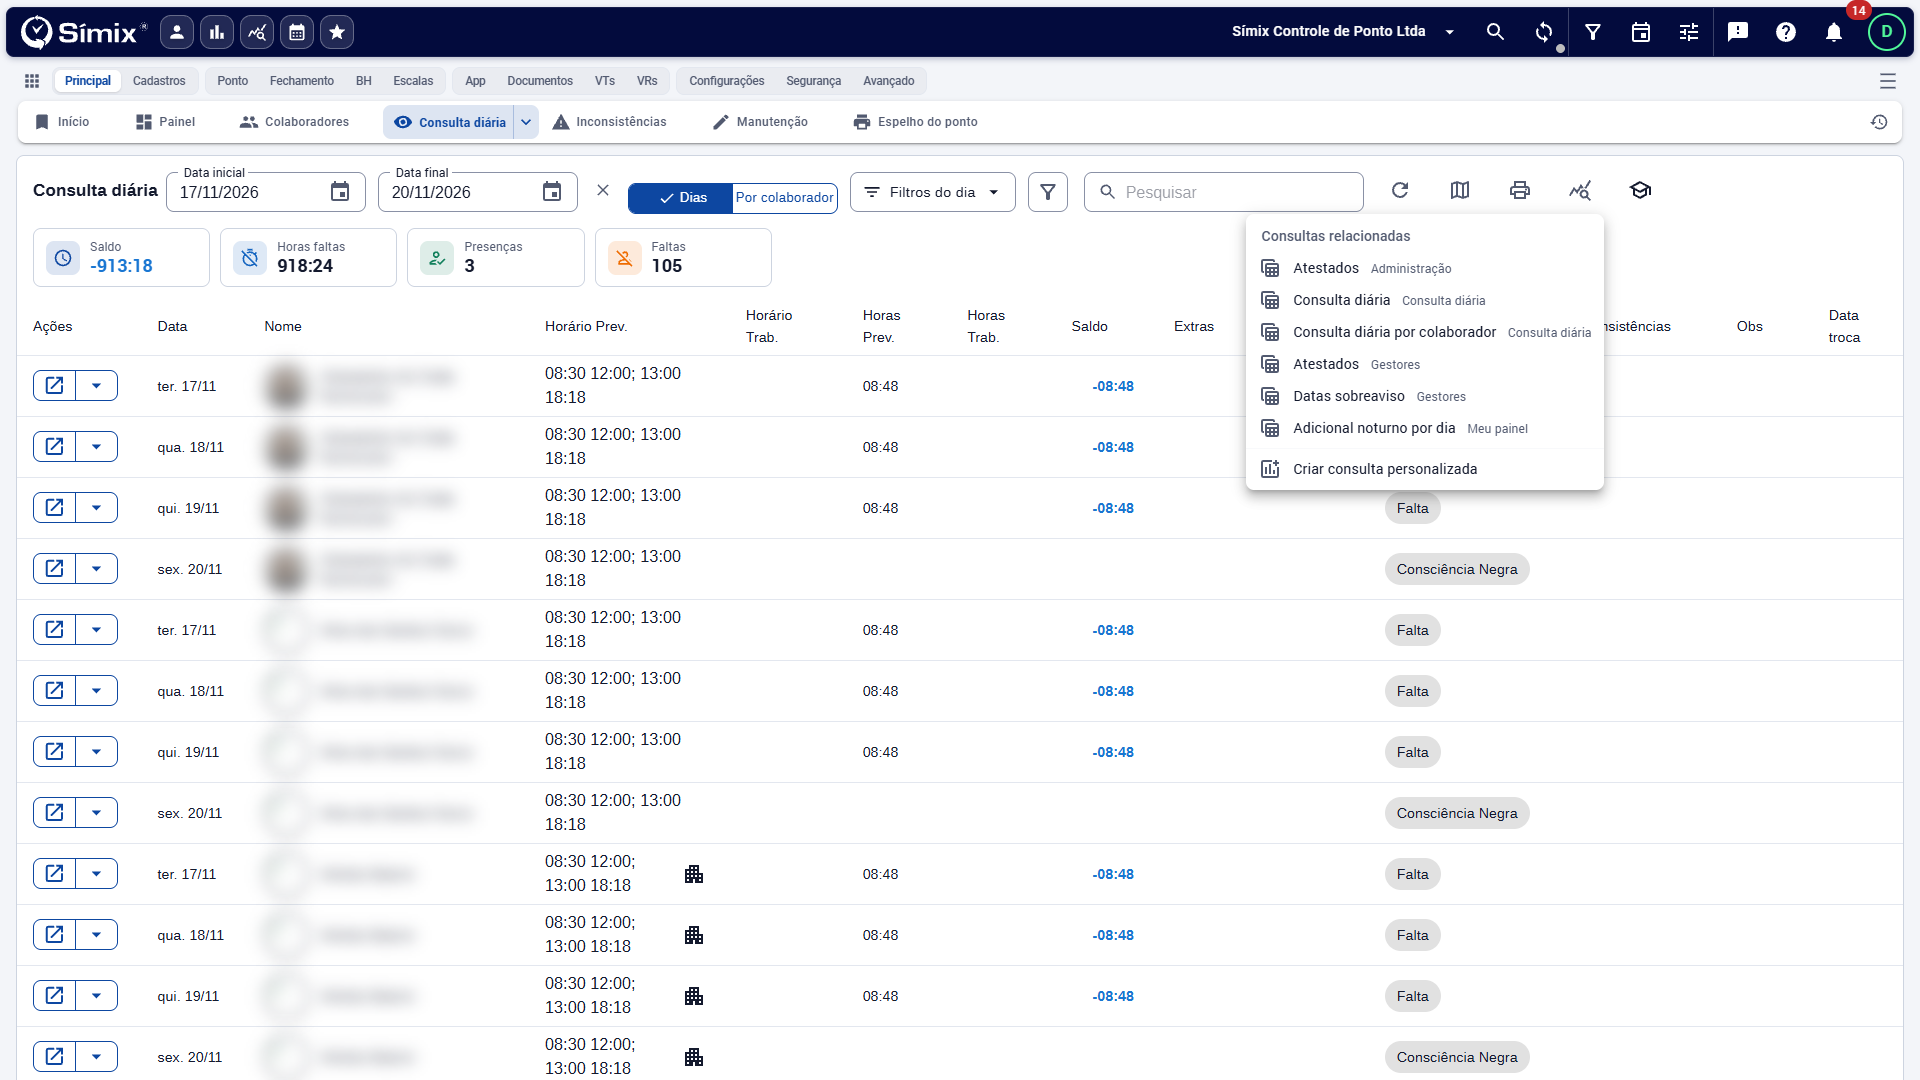 Símix®
Símix Controle de Ponto Ltda
14
D
Principal Cadastros Ponto Fechamento BH Escalas App Documentos VTs VRs Configurações Segurança Avançado
Início Painel Colaboradores Consulta diária Inconsistências Manutenção Espelho do ponto
Consulta diária
Data inicial
17/11/2026
Data final
20/11/2026
Dias
Por colaborador
Filtros do dia
Pesquisar
Saldo
-913:18
Horas faltas
918:24
Presenças
3
Faltas
105
Consultas relacionadas
Atestados Administração
Consulta diária Consulta diária
Consulta diária por colaborador Consulta diária
Atestados Gestores
Datas sobreaviso Gestores
Adicional noturno por dia Meu painel
Criar consulta personalizada
Ações Data Nome Horário Prev. Horário Trab. Horas Prev. Horas Trab. Saldo Extras nsistências Obs Data troca
ter. 17/11 08:30 12:00; 13:00 18:18 08:48 -08:48
qua. 18/11 08:30 12:00; 13:00 18:18 08:48 -08:48
qui. 19/11 08:30 12:00; 13:00 18:18 08:48 -08:48 Falta
sex. 20/11 08:30 12:00; 13:00 18:18 Consciência Negra
ter. 17/11 08:30 12:00; 13:00 18:18 08:48 -08:48 Falta
qua. 18/11 08:30 12:00; 13:00 18:18 08:48 -08:48 Falta
qui. 19/11 08:30 12:00; 13:00 18:18 08:48 -08:48 Falta
sex. 20/11 08:30 12:00; 13:00 18:18 Consciência Negra
ter. 17/11 08:30 12:00; 13:00 18:18 08:48 -08:48 Falta
qua. 18/11 08:30 12:00; 13:00 18:18 08:48 -08:48 Falta
qui. 19/11 08:30 12:00; 13:00 18:18 08:48 -08:48 Falta
sex. 20/11 08:30 12:00; 13:00 18:18 Consciência Negra